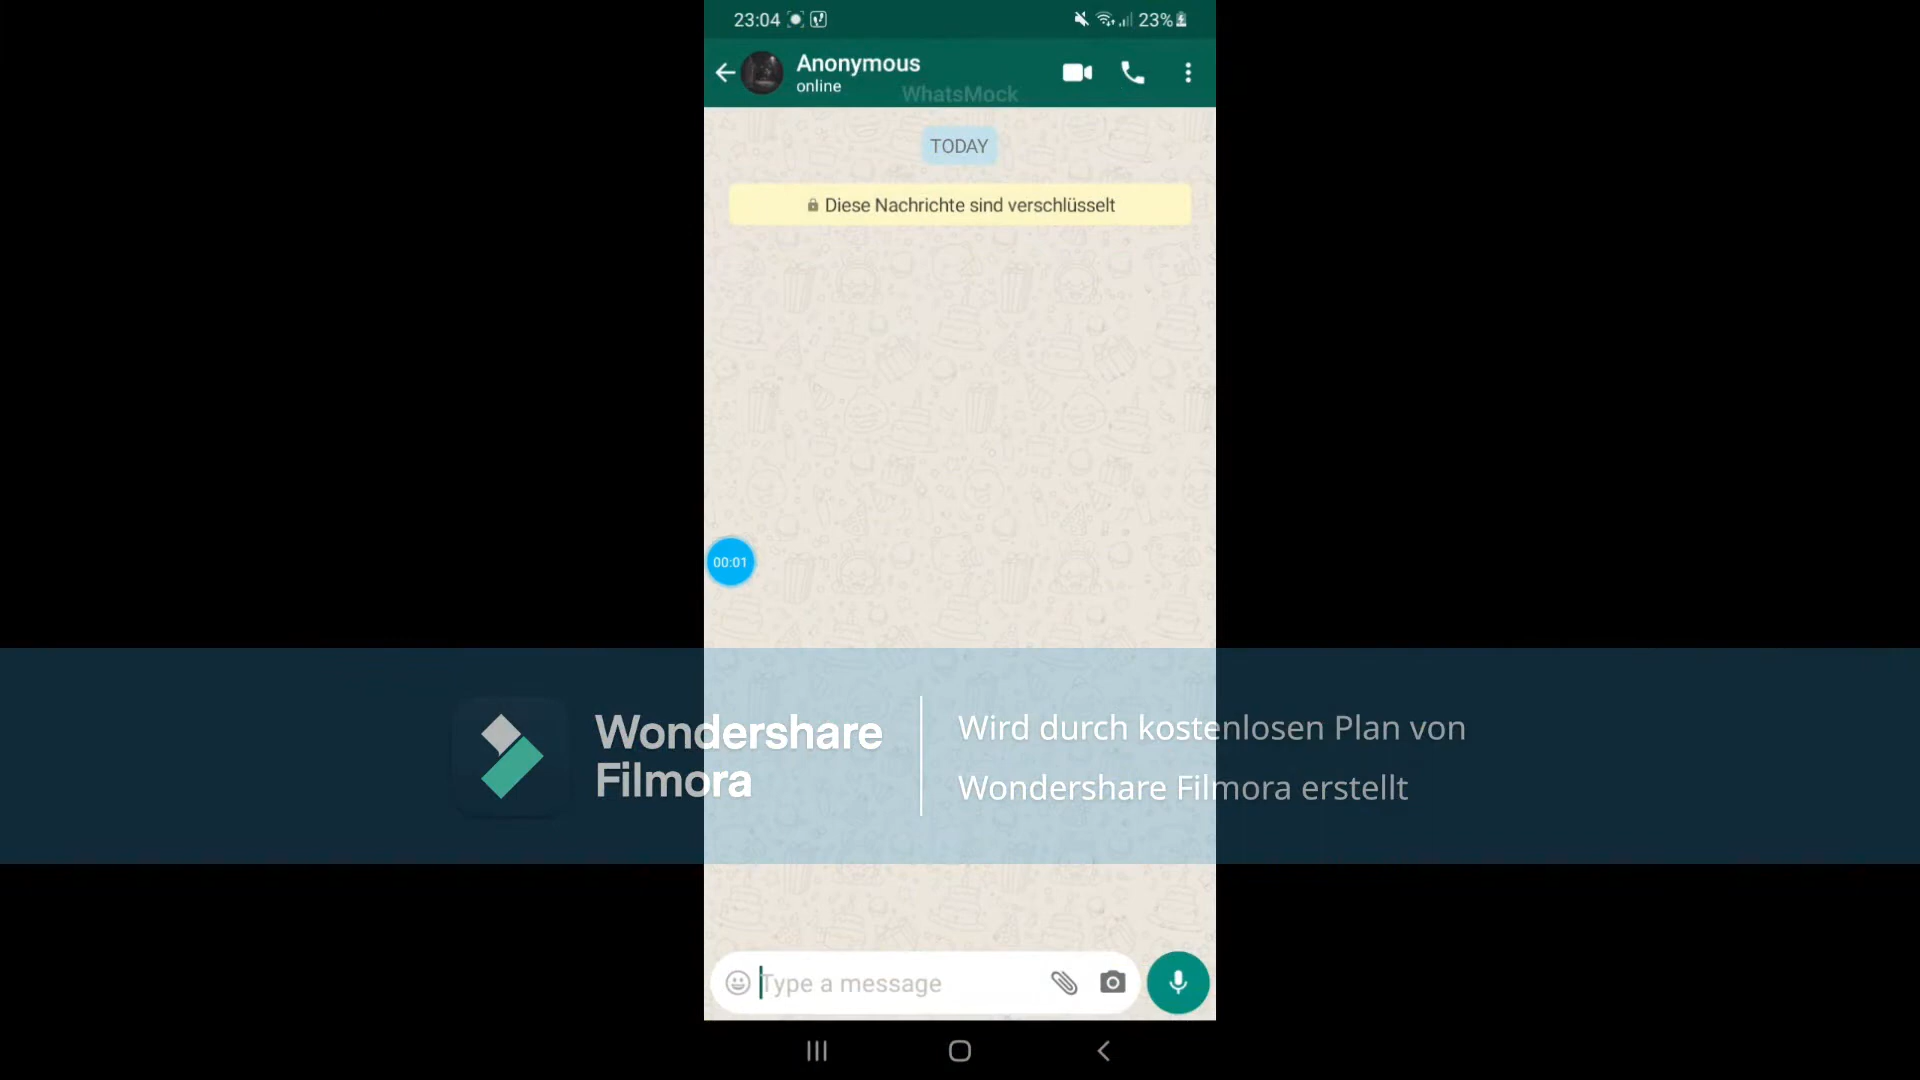 23:04
23%
Anonymous
online
WhatsMock
TODAY
Diese Nachrichte sind verschlüsselt
00:01
Wondershare
Filmora
Wird durch kostenlosen Plan von
Wondershare Filmora erstellt
Type a message